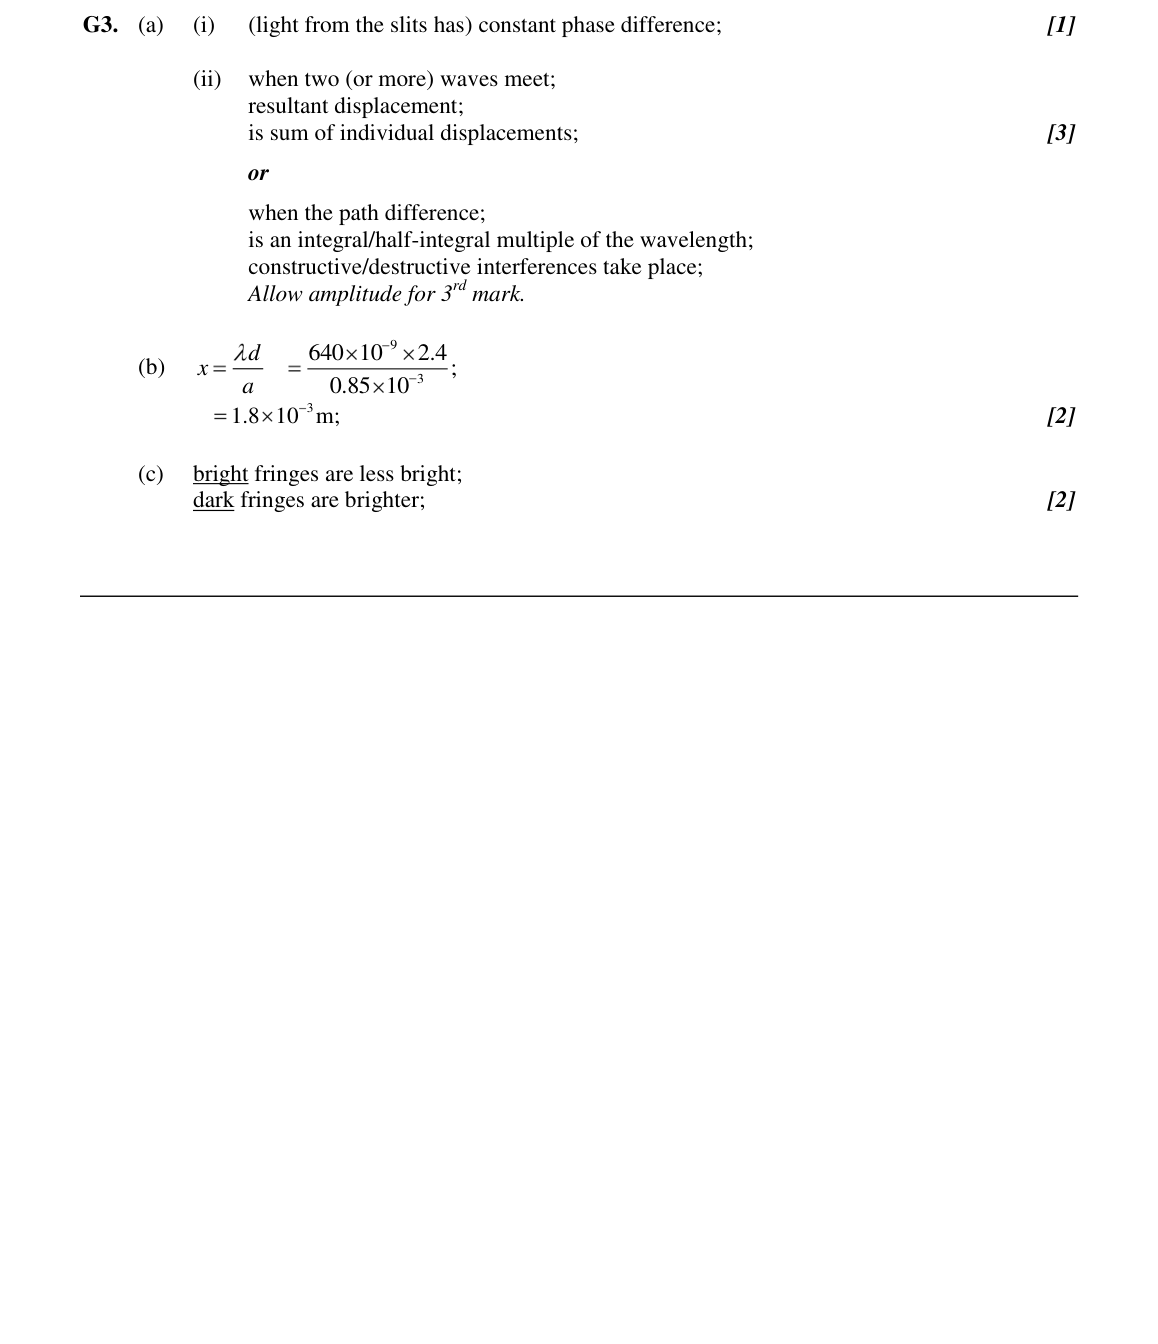 G3. (a) (i) (light from the slits has) constant phase difference; [1]
(ii) when two (or more) waves meet;
resultant displacement;
is sum of individual displacements; [3]
or
when the path difference;
is an integral/half-integral multiple of the wavelength;
constructive/destructive interferences take place;
Allow amplitude for 3rd mark.
(b) x = λd/a = 640×10⁻⁹ ×2.4/0.85×10⁻³;
= 1.8×10⁻³ m; [2]
(c) bright fringes are less bright;
dark fringes are brighter; [2]